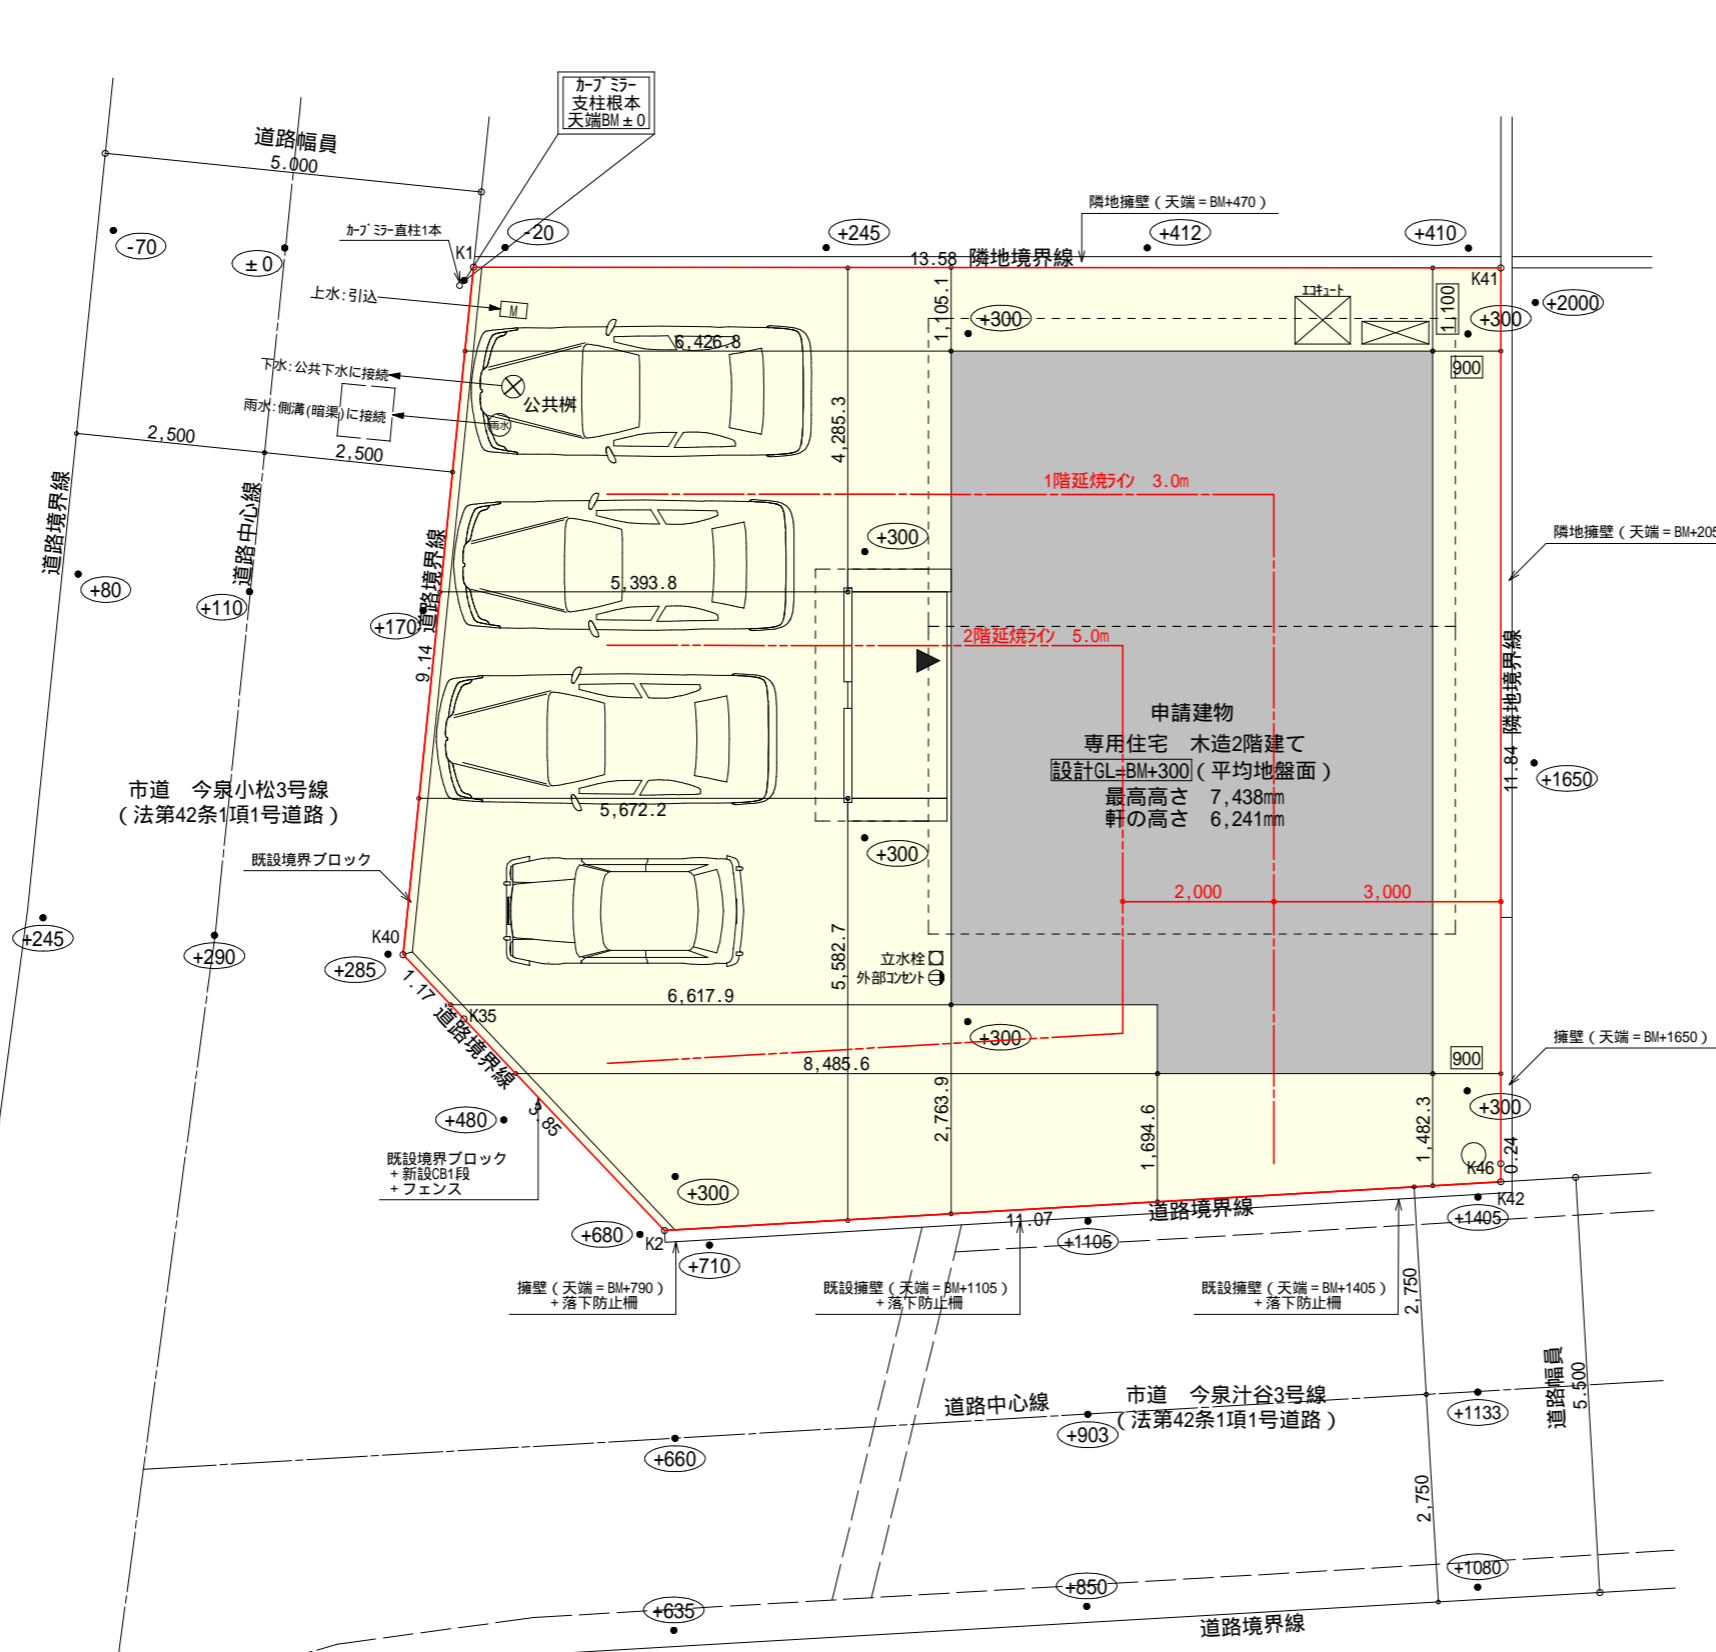 カーブミラー
支柱根本
天端BM±0
道路幅員
5.000
-70
±0
カーブミラー直柱1本
K1
-20
+245
隣地擁壁(天端=BM+470)
+412
+410
13.58 隣地境界線
K41
上水:引込
M
1,105.1
+300
エコキュート
1,100
+300
+2000
6,426.8
下水:公共下水に接続
公共桝
900
雨水:側溝(暗渠)に接続
雨水
2,500
2,500
4,285.3
1階延焼ライン 3.0m
道路境界線
道路中心線
+300
隣地擁壁(天端=BM+205
+80
+110
+170
9.14 道路境界線
5,393.8
2階延焼ライン 5.0m
11.84 隣地境界線
申請建物
専用住宅 木造2階建て
設計GL=BM+300(平均地盤面)
最高高さ 7,438mm
軒の高さ 6,241mm
+1650
市道 今泉小松3号線
(法第42条1項1号道路)
5,672.2
+300
既設境界ブロック
2,000
3,000
+245
+290
K40
+285
立水栓
外部コンセント
5,582.7
1.17 道路境界線
K35
6,617.9
+300
擁壁(天端=BM+1650)
8,485.6
900
+480
3.85
2,763.9
1,694.6
1,482.3
+300
既設境界ブロック
+新設CB1段
+フェンス
K46
0.24
+300
K42
+680
K2
+710
11.07
道路境界線
+1105
+1405
擁壁(天端=BM+790)
+落下防止柵
既設擁壁(天端=BM+1105)
+落下防止柵
既設擁壁(天端=BM+1405)
+落下防止柵
2,750
道路幅員
5.500
道路中心線
市道 今泉汁谷3号線
(法第42条1項1号道路)
+660
+903
+1133
2,750
+635
+850
+1080
道路境界線